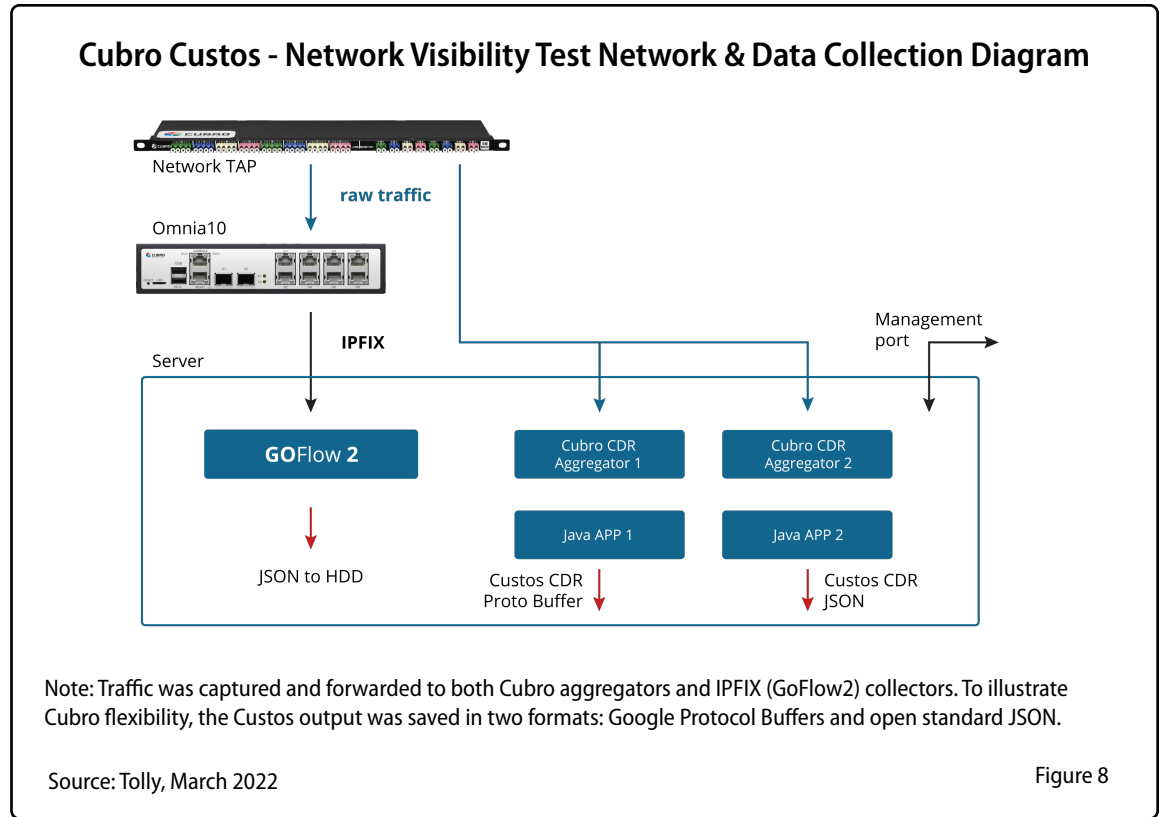 Cubro Custos - Network Visibility Test Network & Data Collection Diagram
CUBRO
Network TAP
raw traffic
Omnia10
CUBRO
USB
IPFIX
Management
port
Server
GOFlow 2
Cubro CDR
Aggregator 1
Cubro CDR
Aggregator 2
Java APP 1
Java APP 2
JSON to HDD
Custos CDR
Proto Buffer
Custos CDR
JSON
Note: Traffic was captured and forwarded to both Cubro aggregators and IPFIX (GoFlow2) collectors. To illustrate
Cubro flexibility, the Custos output was saved in two formats: Google Protocol Buffers and open standard JSON.
Source: Tolly, March 2022
Figure 8